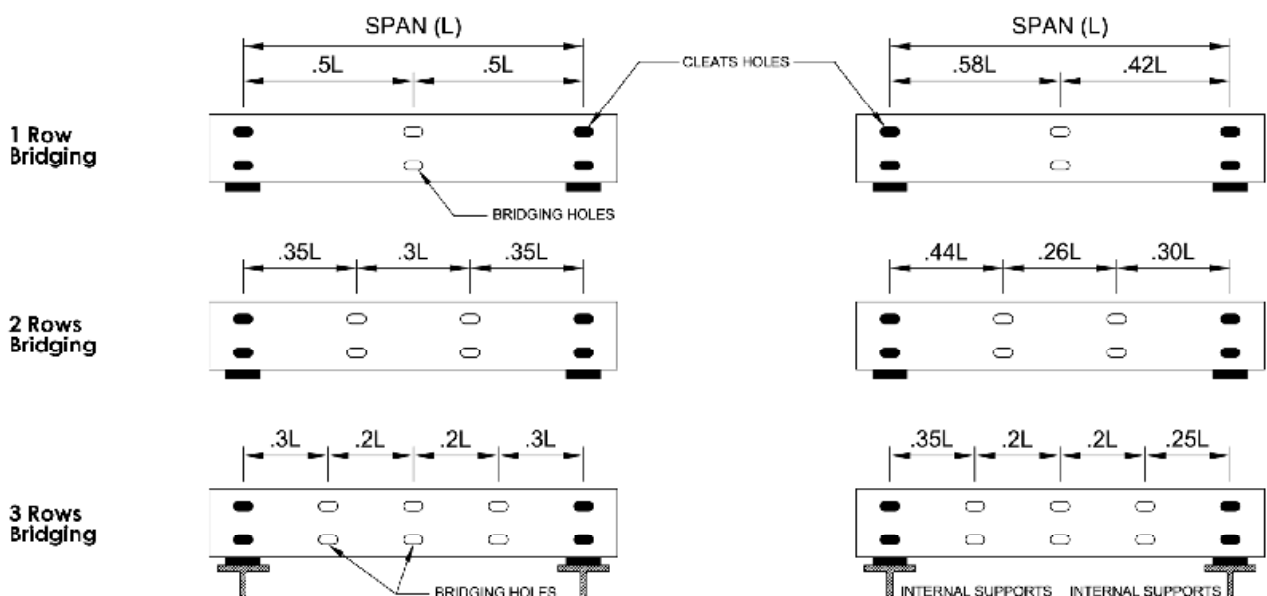 SPAN (L) SPAN (L)
.5L .5L CLEATS HOLES .58L .42L
1 Row
Bridging
BRIDGING HOLES
.35L .3L .35L .44L .26L .30L
2 Rows
Bridging
.3L .2L .2L .3L .35L .2L .2L .25L
3 Rows
Bridging
BRIDGING HOLES INTERNAL SUPPORTS INTERNAL SUPPORTS